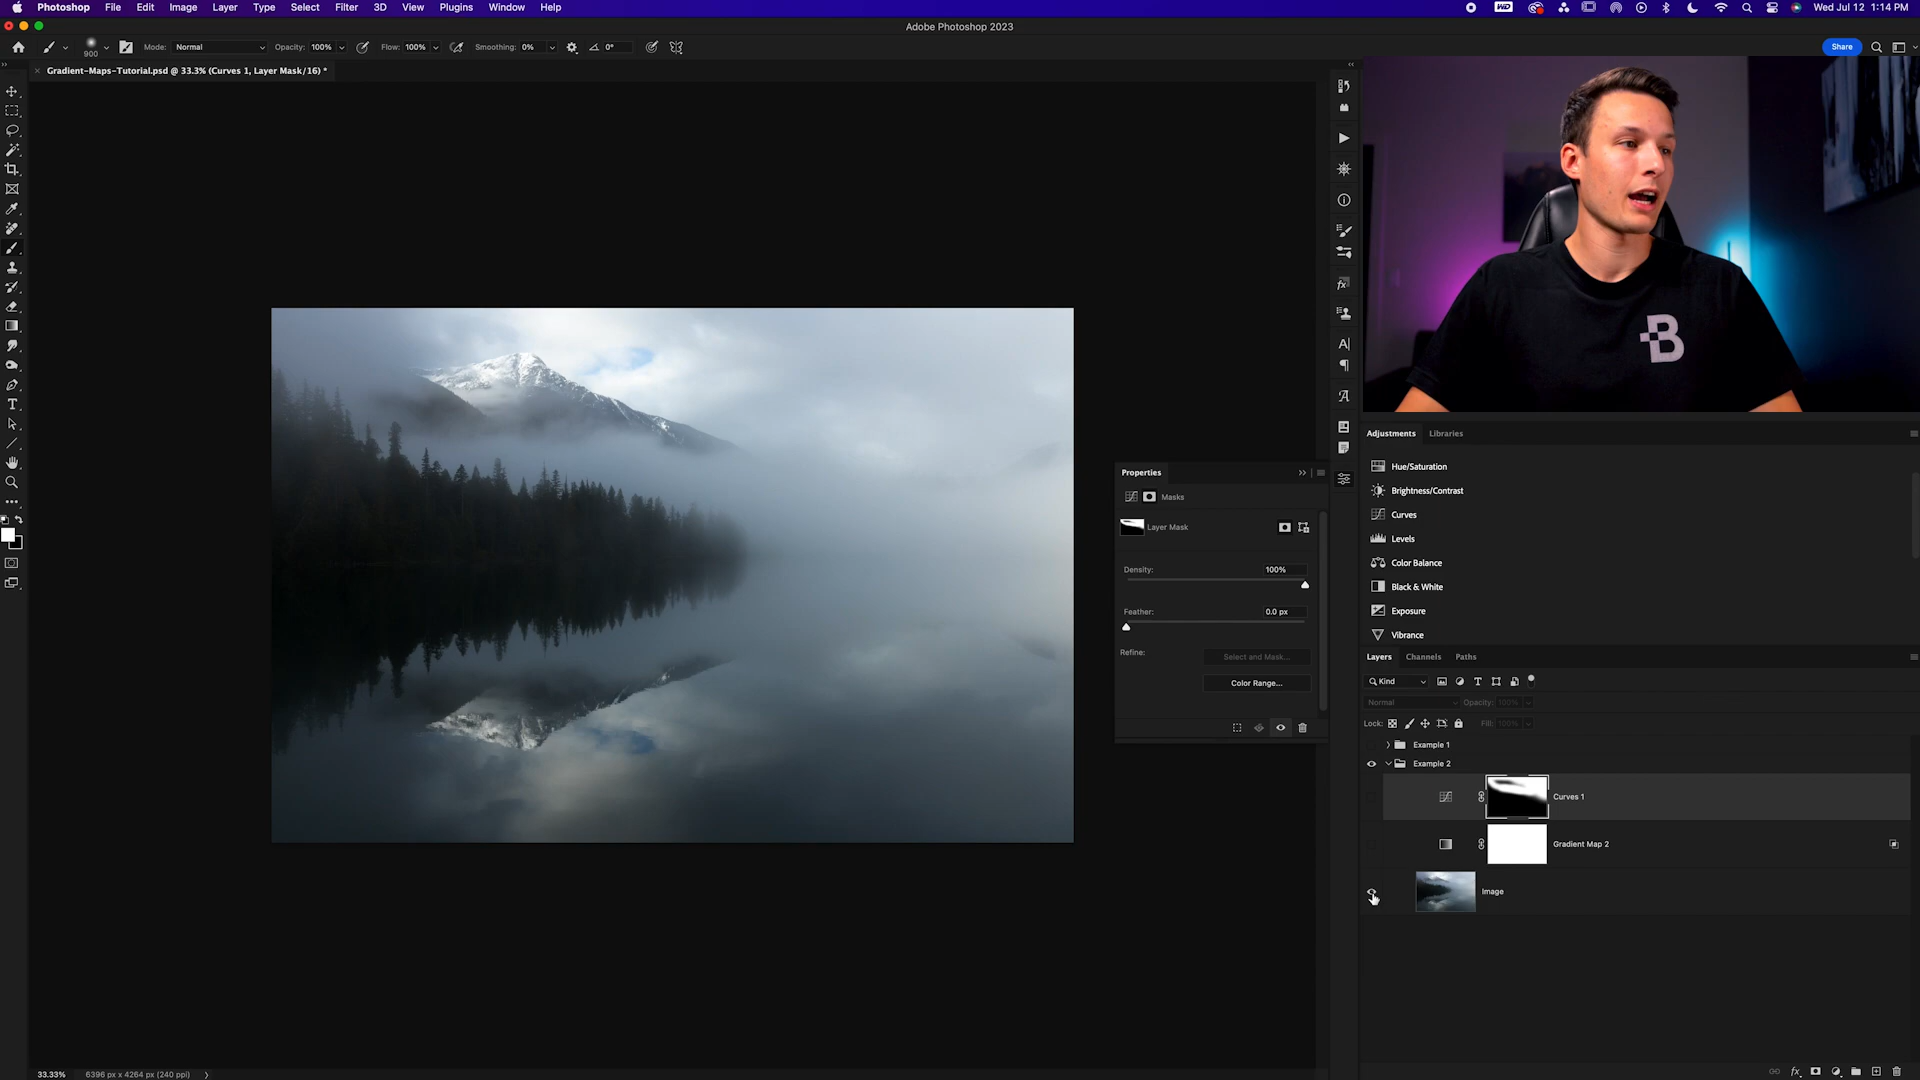 Photoshop File Edit Image Layer Type Select Filter 3D View Plugins Window Help
Wed Jul 12 1:14 PM
Adobe Photoshop 2023
900
Mode: Normal
Opacity: 100%
Flow: 100%
Smoothing: 0%
0°
Share
Gradient-Maps-Tutorial.psd @ 33.3% (Curves 1, Layer Mask/16) *
B
Properties
Masks
Layer Mask
Density: 100%
Feather: 0.0 px
Refine: Select and Mask...
Color Range...
Adjustments Libraries
Hue/Saturation
Brightness/Contrast
Curves
Levels
Color Balance
Black & White
Exposure
Vibrance
Layers Channels Paths
Kind
Normal Opacity: 100%
Lock: Fill: 100%
Example 1
Example 2
Curves 1
Gradient Map 2
Image
33.33% 6396 px x 4264 px (240 ppi)